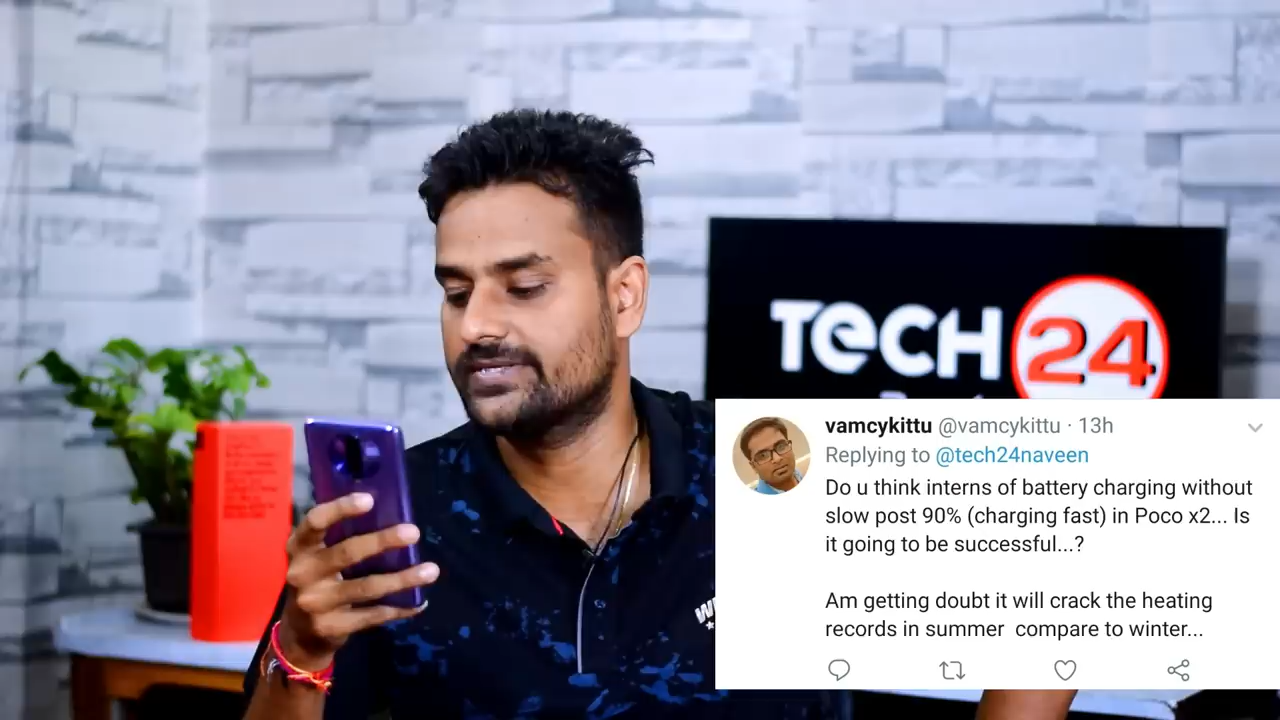 TECH 24
vamcykittu @vamcykittu · 13h
Replying to @tech24naveen
Do u think interns of battery charging without
slow post 90% (charging fast) in Poco x2... Is
it going to be successful...?
Am getting doubt it will crack the heating
records in summer compare to winter...